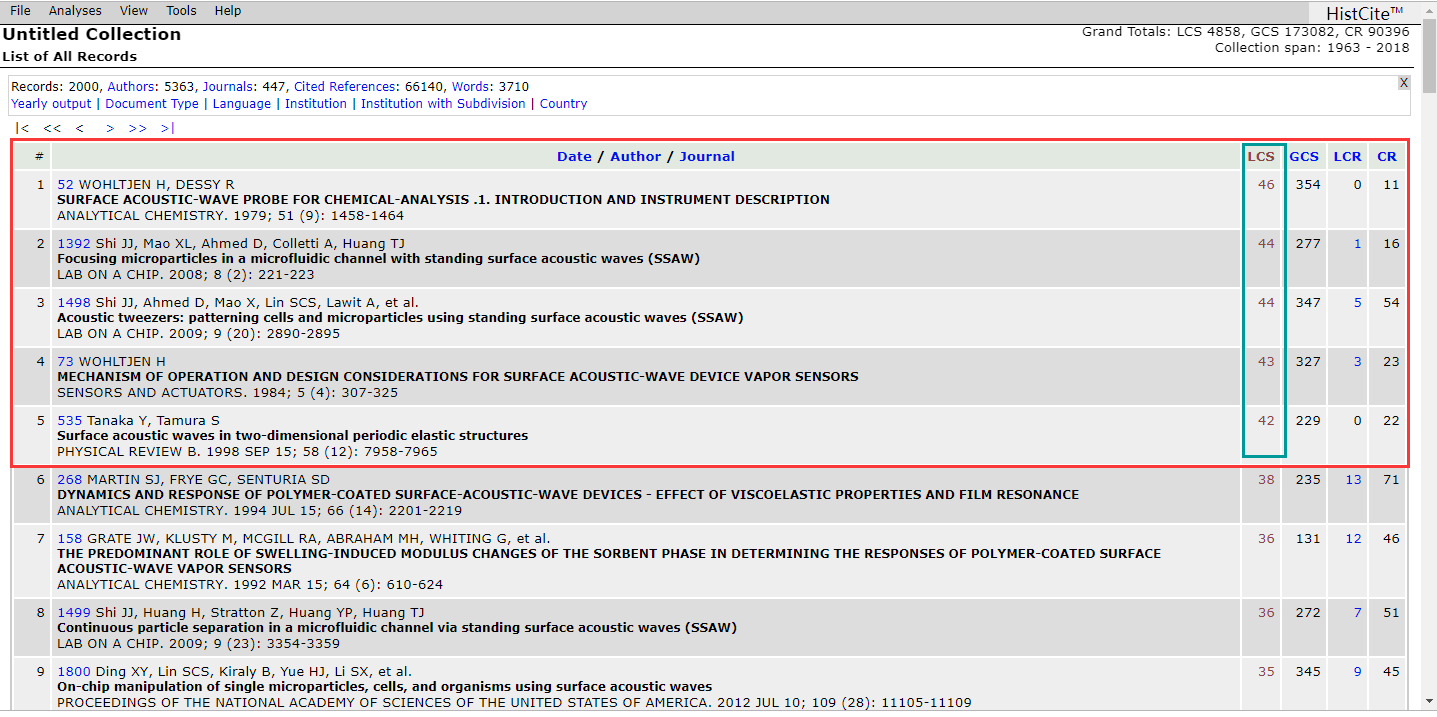 File Analyses View Tools Help HistCite™
Untitled Collection Grand Totals: LCS 4858, GCS 173082, CR 90396
List of All Records Collection span: 1963 - 2018
Records: 2000, Authors: 5363, Journals: 447, Cited References: 66140, Words: 3710 X
Yearly output | Document Type | Language | Institution | Institution with Subdivision | Country
|< << < > >> >|
# Date / Author / Journal LCS GCS LCR CR
1 52 WOHLTJEN H, DESSY R 46 354 0 11
SURFACE ACOUSTIC-WAVE PROBE FOR CHEMICAL-ANALYSIS .1. INTRODUCTION AND INSTRUMENT DESCRIPTION
ANALYTICAL CHEMISTRY. 1979; 51 (9): 1458-1464
2 1392 Shi JJ, Mao XL, Ahmed D, Colletti A, Huang TJ 44 277 1 16
Focusing microparticles in a microfluidic channel with standing surface acoustic waves (SSAW)
LAB ON A CHIP. 2008; 8 (2): 221-223
3 1498 Shi JJ, Ahmed D, Mao X, Lin SCS, Lawit A, et al. 44 347 5 54
Acoustic tweezers: patterning cells and microparticles using standing surface acoustic waves (SSAW)
LAB ON A CHIP. 2009; 9 (20): 2890-2895
4 73 WOHLTJEN H 43 327 3 23
MECHANISM OF OPERATION AND DESIGN CONSIDERATIONS FOR SURFACE ACOUSTIC-WAVE DEVICE VAPOR SENSORS
SENSORS AND ACTUATORS. 1984; 5 (4): 307-325
5 535 Tanaka Y, Tamura S 42 229 0 22
Surface acoustic waves in two-dimensional periodic elastic structures
PHYSICAL REVIEW B. 1998 SEP 15; 58 (12): 7958-7965
6 268 MARTIN SJ, FRYE GC, SENTURIA SD 38 235 13 71
DYNAMICS AND RESPONSE OF POLYMER-COATED SURFACE-ACOUSTIC-WAVE DEVICES - EFFECT OF VISCOELASTIC PROPERTIES AND FILM RESONANCE
ANALYTICAL CHEMISTRY. 1994 JUL 15; 66 (14): 2201-2219
7 158 GRATE JW, KLUSTY M, MCGILL RA, ABRAHAM MH, WHITING G, et al. 36 131 12 46
THE PREDOMINANT ROLE OF SWELLING-INDUCED MODULUS CHANGES OF THE SORBENT PHASE IN DETERMINING THE RESPONSES OF POLYMER-COATED SURFACE
ACOUSTIC-WAVE VAPOR SENSORS
ANALYTICAL CHEMISTRY. 1992 MAR 15; 64 (6): 610-624
8 1499 Shi JJ, Huang H, Stratton Z, Huang YP, Huang TJ 36 272 7 51
Continuous particle separation in a microfluidic channel via standing surface acoustic waves (SSAW)
LAB ON A CHIP. 2009; 9 (23): 3354-3359
9 1800 Ding XY, Lin SCS, Kiraly B, Yue HJ, Li SX, et al. 35 345 9 45
On-chip manipulation of single microparticles, cells, and organisms using surface acoustic waves
PROCEEDINGS OF THE NATIONAL ACADEMY OF SCIENCES OF THE UNITED STATES OF AMERICA. 2012 JUL 10; 109 (28): 11105-11109